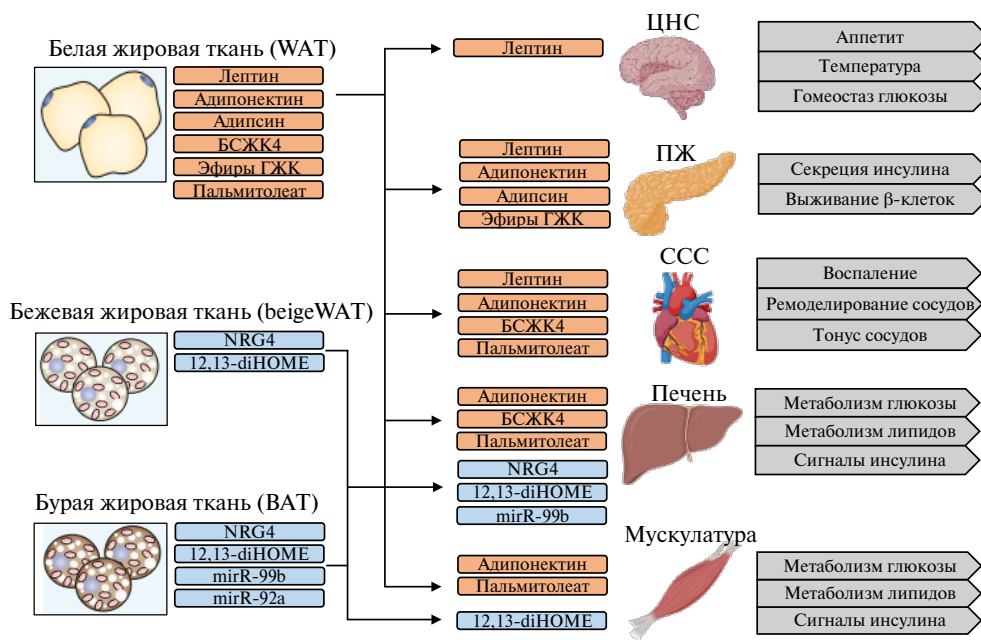 Белая жировая ткань (WAT)
Лептин
Адипонектин
Адипсин
БСЖК4
Эфиры ГЖК
Пальмитолеат
Бежевая жировая ткань (beigeWAT)
NRG4
12,13-diHOME
Бурая жировая ткань (BAT)
NRG4
12,13-diHOME
mirR-99b
mirR-92a
ЦНС
Лептин
Аппетит
Температура
Гомеостаз глюкозы
ПЖ
Лептин
Адипонектин
Адипсин
Эфиры ГЖК
Секреция инсулина
Выживание β-клеток
ССС
Лептин
Адипонектин
БСЖК4
Пальмитолеат
Воспаление
Ремоделирование сосудов
Тонус сосудов
Печень
Адипонектин
БСЖК4
Пальмитолеат
NRG4
12,13-diHOME
mirR-99b
Метаболизм глюкозы
Метаболизм липидов
Сигналы инсулина
Мускулатура
Адипонектин
Пальмитолеат
12,13-diHOME
Метаболизм глюкозы
Метаболизм липидов
Сигналы инсулина